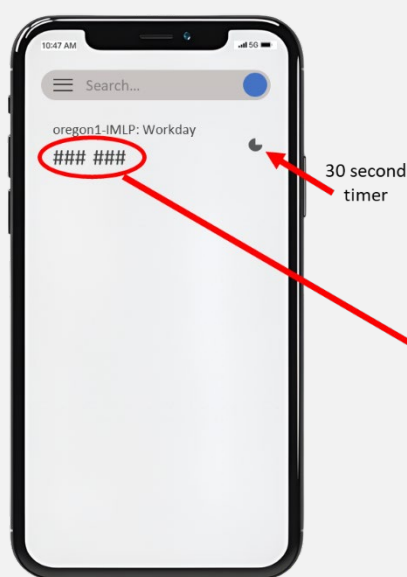 10:47 AM
5G
Search...
oregon1-IMLP: Workday
### ###
30 second
timer